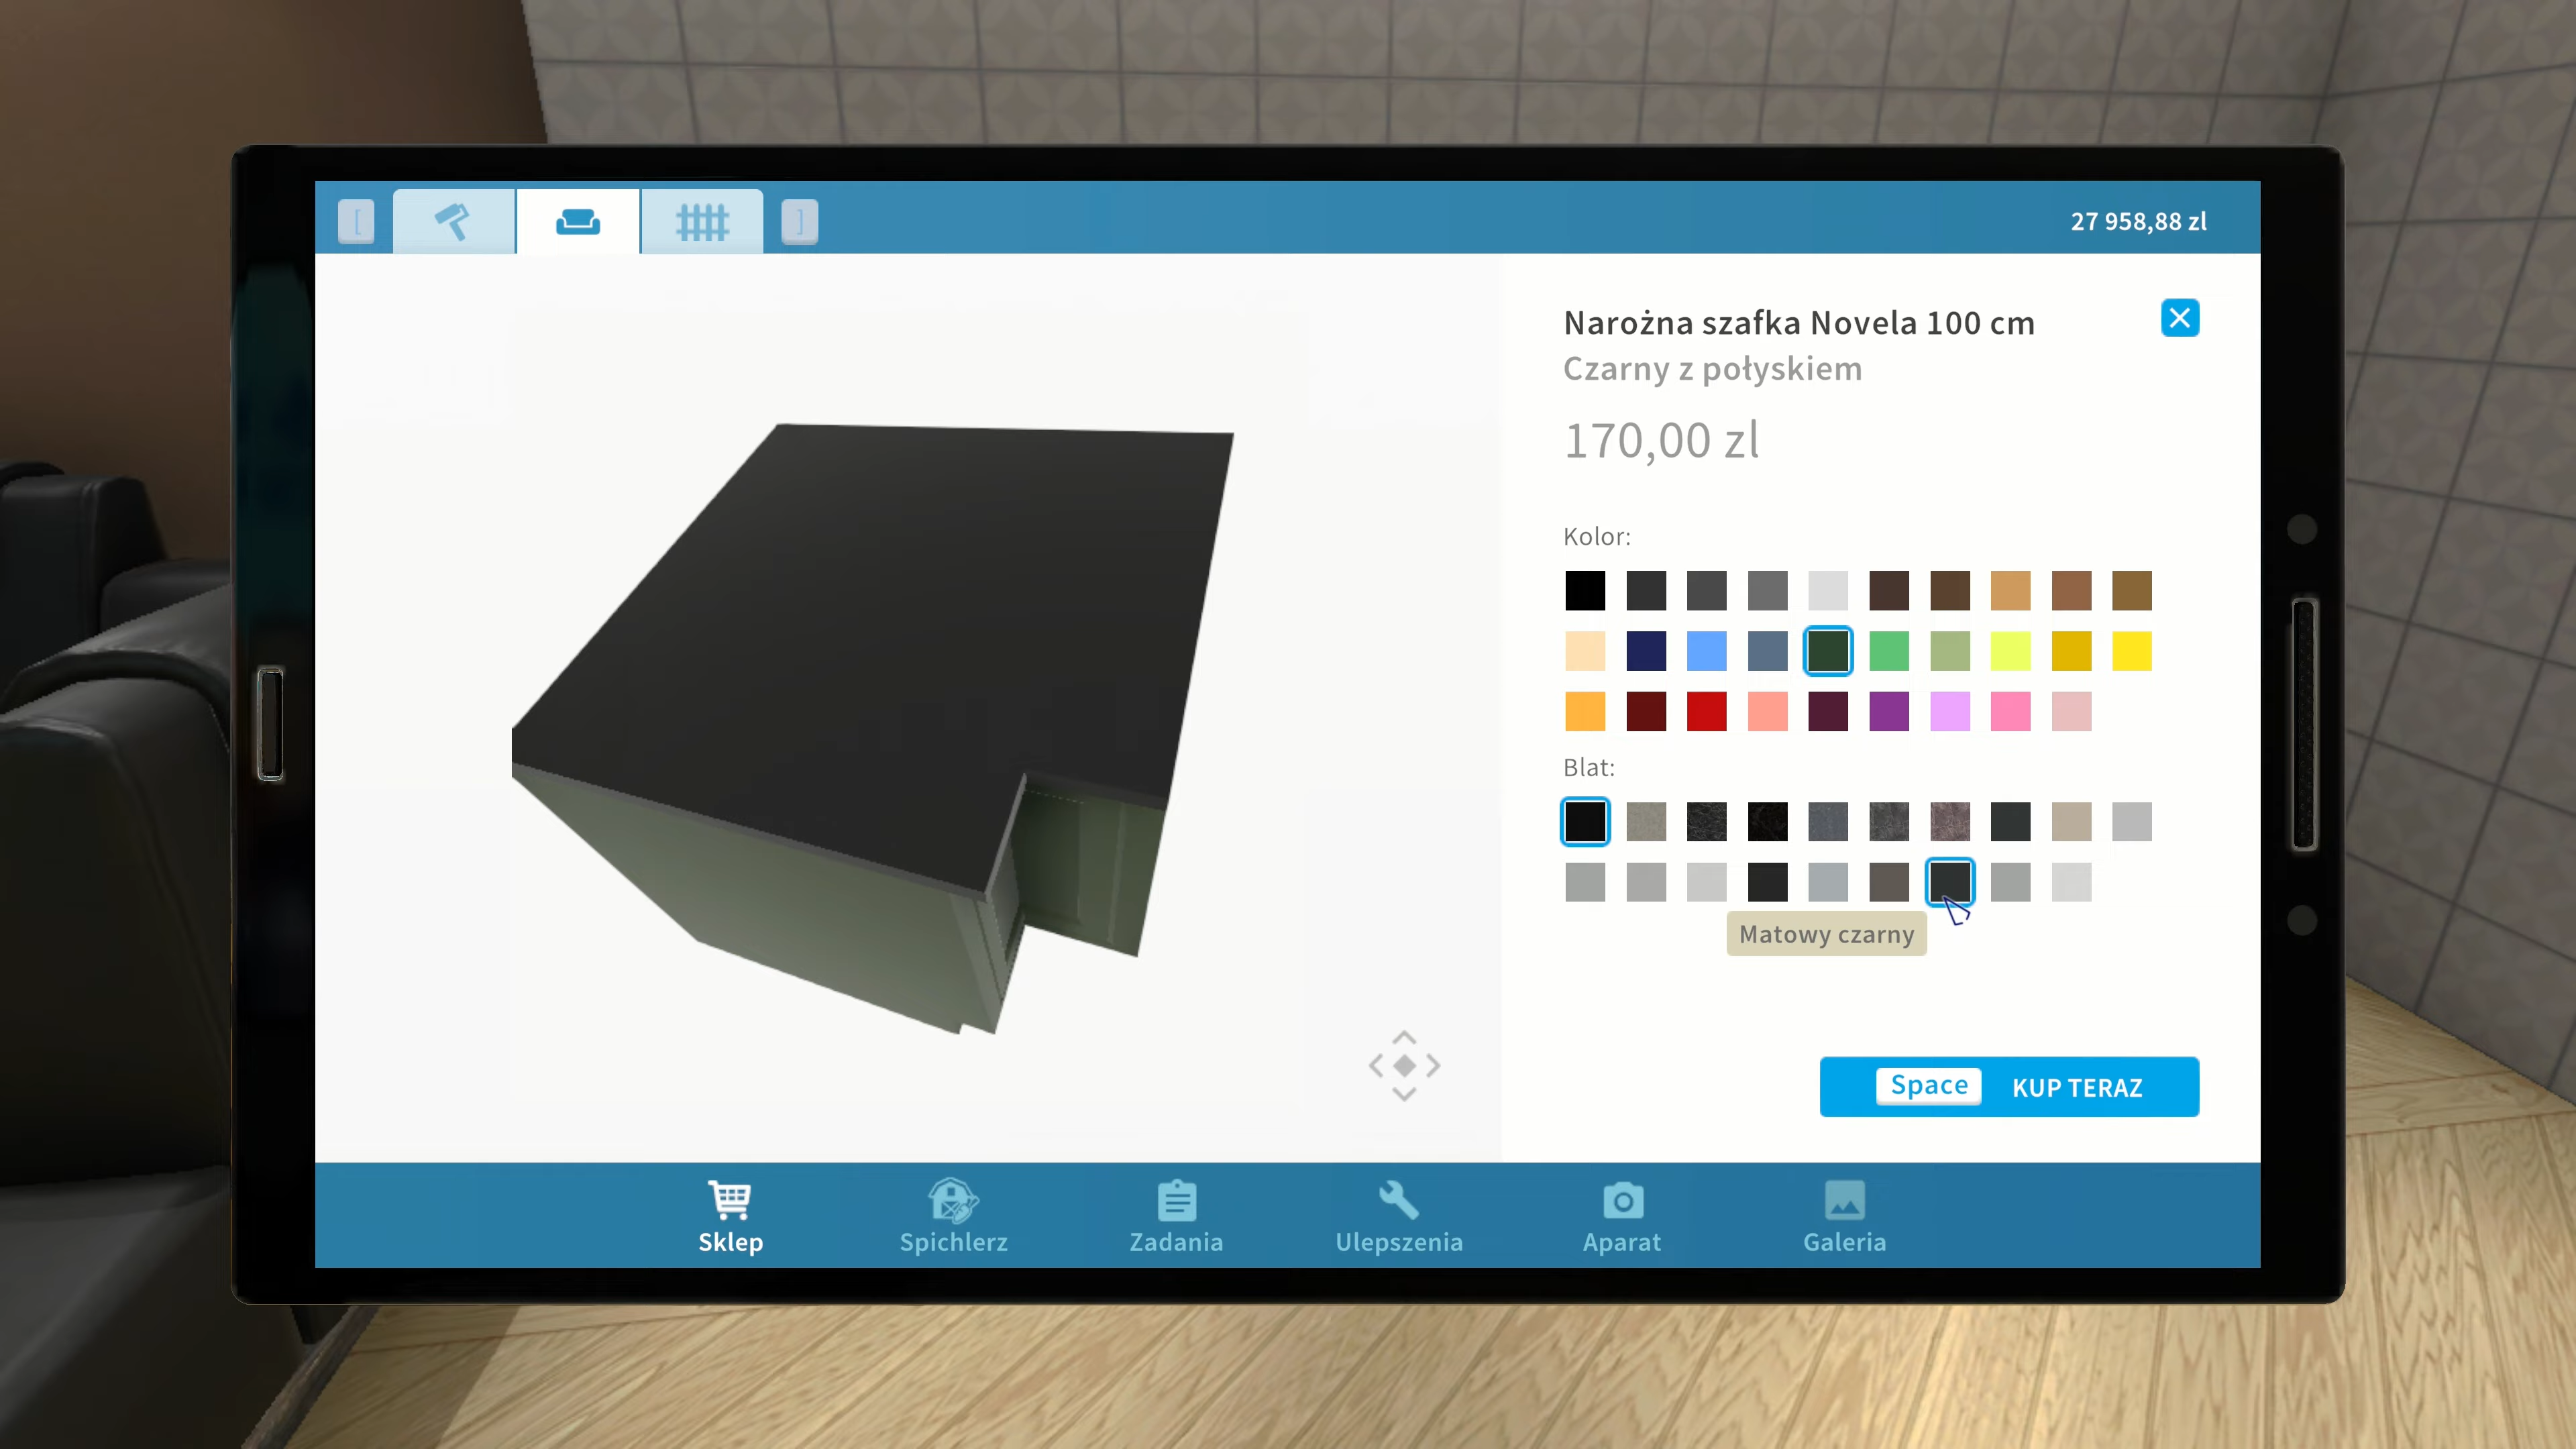 [
]
27 958,88 zl
Narożna szafka Novela 100 cm
Czarny z połyskiem
170,00 zl
Kolor:
Blat:
Matowy czarny
Space KUP TERAZ
Sklep
Spichlerz
Zadania
Ulepszenia
Aparat
Galeria